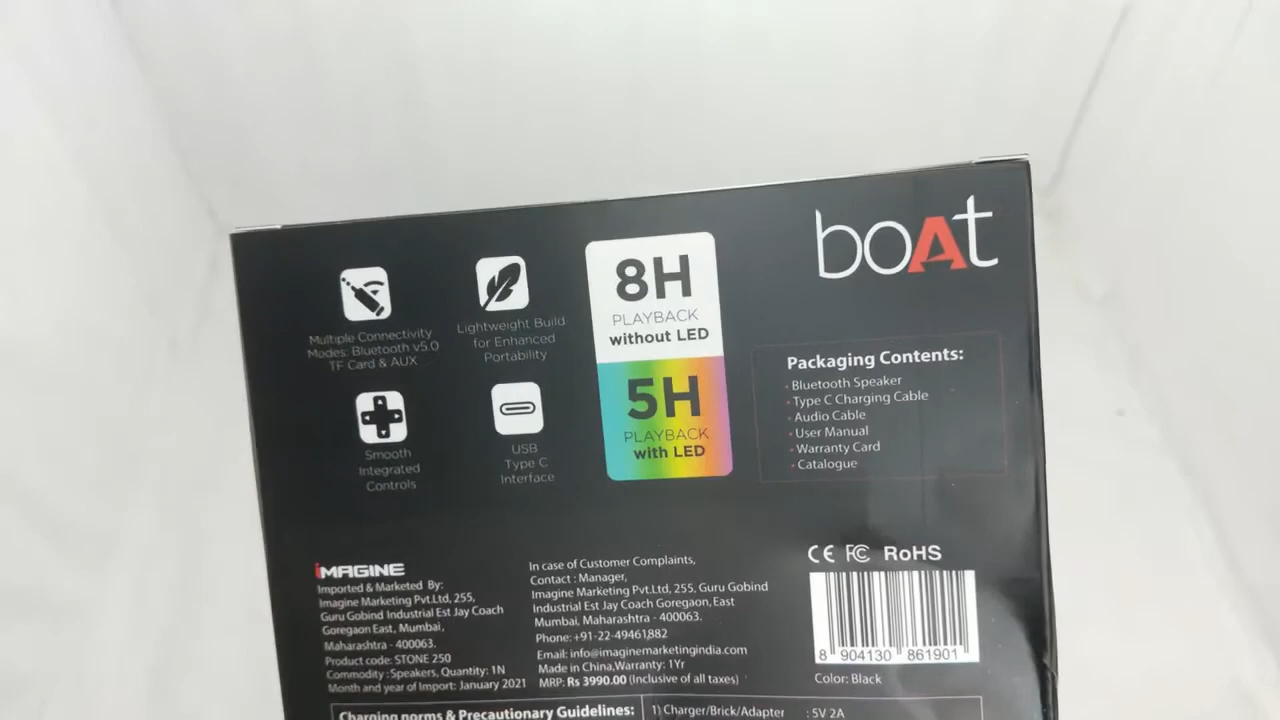 boAt
Multiple Connectivity
Modes: Bluetooth v5.0
TF Card & AUX
Lightweight Build
for Enhanced
Portability
Smooth
Integrated
Controls
USB
Type C
Interface
8H
PLAYBACK
without LED
5H
PLAYBACK
with LED
Packaging Contents:
• Bluetooth Speaker
• Type C Charging Cable
• Audio Cable
• User Manual
• Warranty Card
• Catalogue
iMAGINE
Imported & Marketed By:
Imagine Marketing Pvt.Ltd, 255,
Guru Gobind Industrial Est Jay Coach
Goregaon East, Mumbai,
Maharashtra - 400063.
Product code: STONE 250
Commodity : Speakers, Quantity: 1N
Month and year of Import: January 2021
In case of Customer Complaints,
Contact : Manager,
Imagine Marketing Pvt.Ltd, 255, Guru Gobind
Industrial Est Jay Coach Goregaon, East
Mumbai, Maharashtra - 400063.
Phone: +91-22-49461882
Email: info@imaginemarketingindia.com
Made in China,Warranty: 1Yr
MRP: Rs 3990.00 (Inclusive of all taxes)
CE FC RoHS
8 904130 861901
Color: Black
Charging norms & Precautionary Guidelines:
1) Charger/Brick/Adapter : 5V 2A